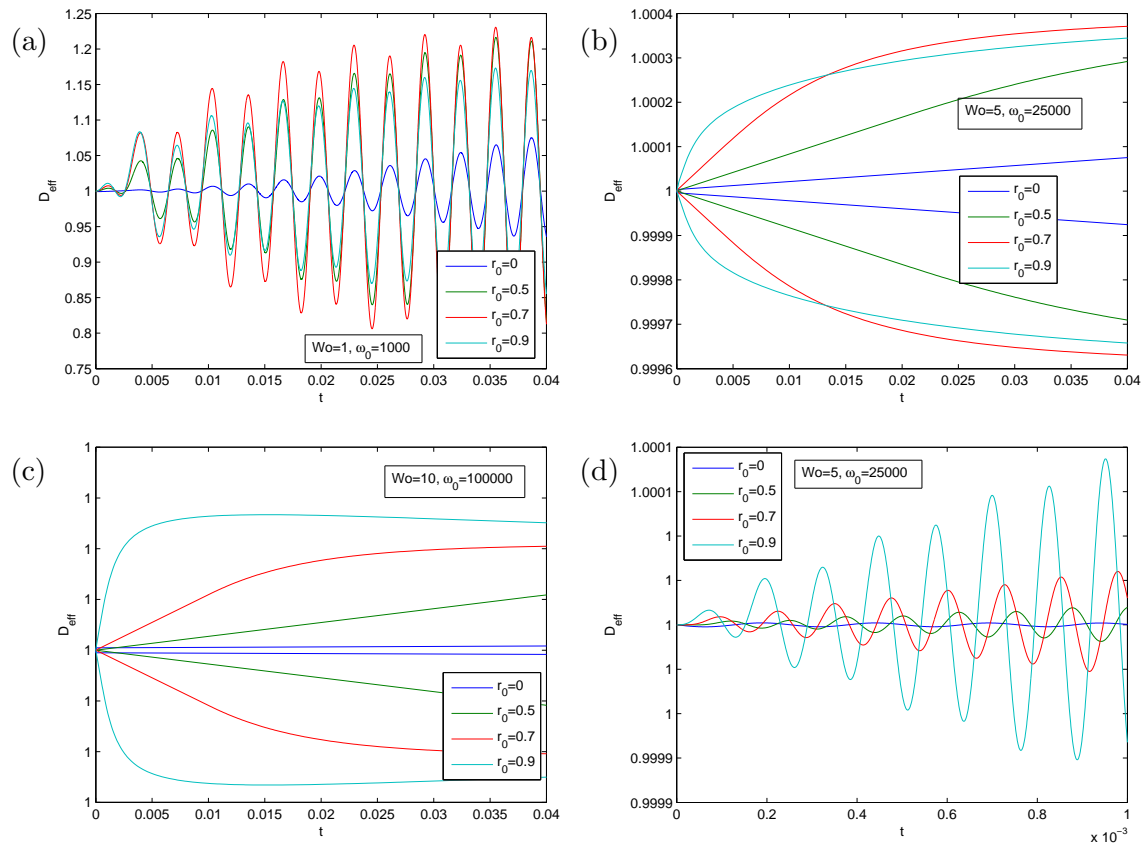 (a)
1.25
1.2
1.15
1.1
1.05
1
0.95
0.9
0.85
0.8
0.75
D_eff
0 0.005 0.01 0.015 0.02 0.025 0.03 0.035 0.04
t
Wo=1, ω_0=1000
r_0=0
r_0=0.5
r_0=0.7
r_0=0.9
(b)
1.0004
1.0003
1.0002
1.0001
1
0.9999
0.9998
0.9997
0.9996
D_eff
0 0.005 0.01 0.015 0.02 0.025 0.03 0.035 0.04
t
Wo=5, ω_0=25000
r_0=0
r_0=0.5
r_0=0.7
r_0=0.9
(c)
1
1
1
1
1
1
1
1
D_eff
0 0.005 0.01 0.015 0.02 0.025 0.03 0.035 0.04
t
Wo=10, ω_0=100000
r_0=0
r_0=0.5
r_0=0.7
r_0=0.9
(d)
1.0001
1.0001
1
1
1
1
1
0.9999
0.9999
D_eff
0 0.2 0.4 0.6 0.8 1
t
x 10^-3
r_0=0
r_0=0.5
r_0=0.7
r_0=0.9
Wo=5, ω_0=25000